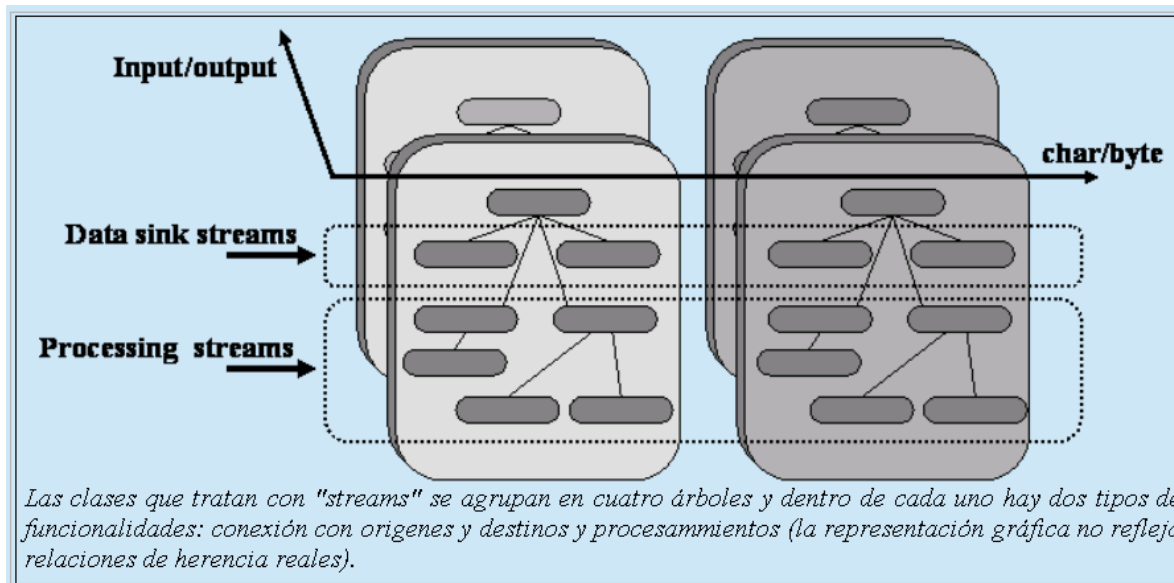 Input/output
char/byte
Data sink streams
Processing streams
Las clases que tratan con "streams" se agrupan en cuatro árboles y dentro de cada uno hay dos tipos de
funcionalidades: conexión con origenes y destinos y procesammientos (la representación gráfica no refleja
relaciones de herencia reales).